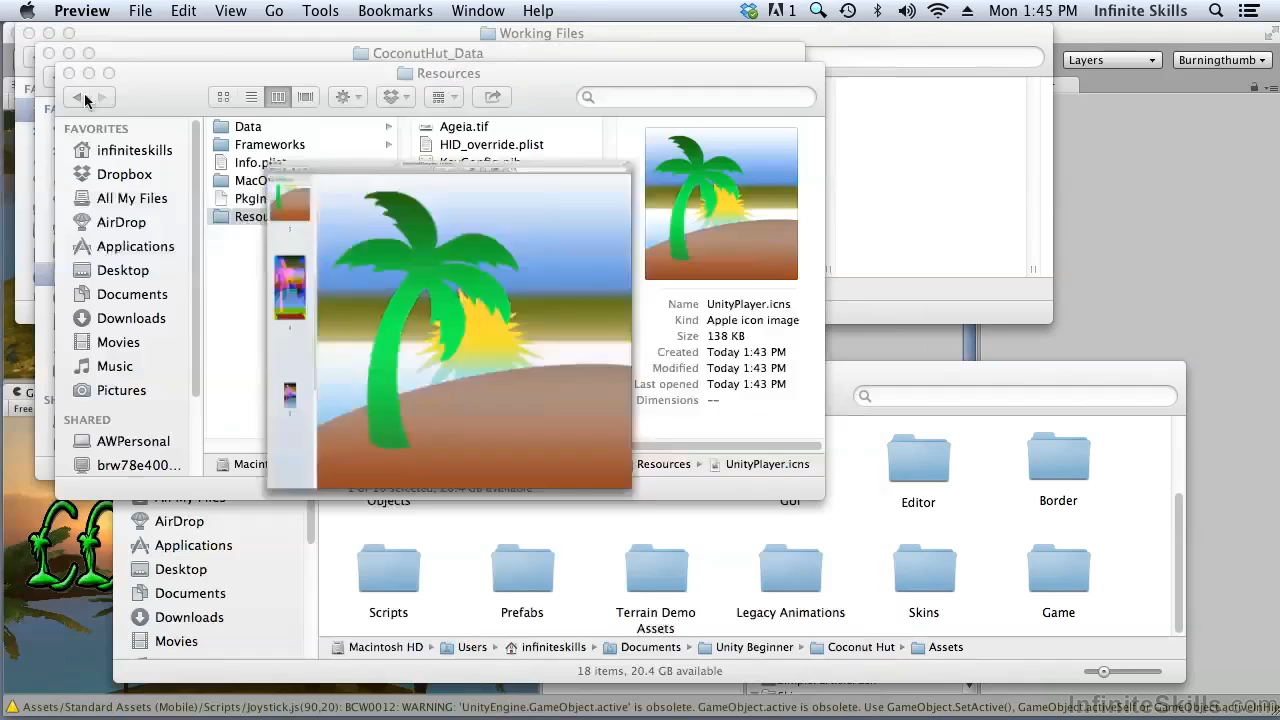 Preview File Edit View Go Tools Bookmarks Window Help
1 Mon 1:45 PM Infinite Skills
Working Files
CoconutHut_Data
Resources
Layers
Burningthumb
FAVORITES
infiniteskills
Dropbox
All My Files
AirDrop
Applications
Desktop
Documents
Downloads
Movies
Music
Pictures
SHARED
AWPersonal
brw78e400...
Data
Frameworks
Info.plist
MacO
PkgIn
Resou
Ageia.tif
HID_override.plist
Name UnityPlayer.icns
Kind Apple icon image
Size 138 KB
Created Today 1:43 PM
Modified Today 1:43 PM
Last opened Today 1:43 PM
Dimensions --
Macint
Resources
UnityPlayer.icns
Free
AirDrop
Applications
Desktop
Documents
Downloads
Movies
Objects
Editor
Border
Scripts
Prefabs
Terrain Demo
Assets
Legacy Animations
Skins
Game
Macintosh HD Users infiniteskills Documents Unity Beginner Coconut Hut Assets
18 items, 20.4 GB available
Assets/Standard Assets (Mobile)/Scripts/Joystick.js(90,20): BCW0012: WARNING: 'UnityEngine.GameObject.active' is obsolete. GameObject.active is obsolete. Use GameObject.SetActive(), GameObject.activeSelf
InfiniteSkills.com